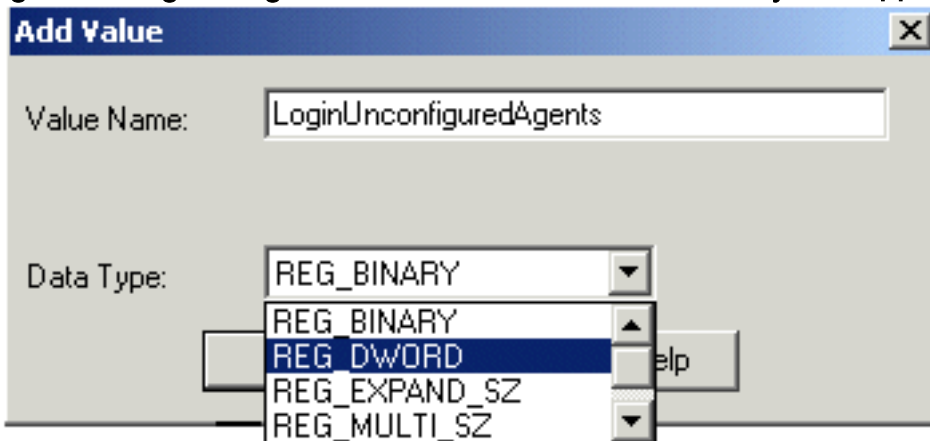 Add Value
Value Name: LoginUnconfiguredAgents
Data Type: REG_BINARY
REG_BINARY
REG_DWORD
REG_EXPAND_SZ
REG_MULTI_SZ